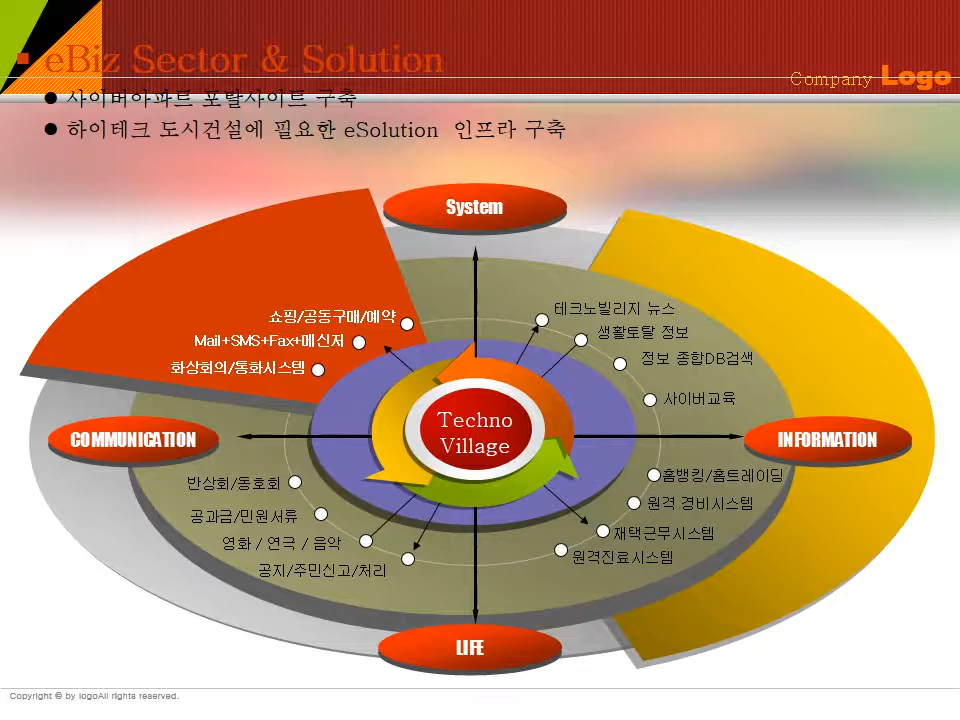 eBiz Sector & Solution
Company Logo
사이버아파트 포탈사이트 구축
하이테크 도시건설에 필요한 eSolution 인프라 구축
System
쇼핑/공동구매/예약
Mail+SMS+Fax+메신저
화상회의/통화시스템
테크노빌리지 뉴스
생활토탈 정보
정보 종합DB검색
사이버교육
COMMUNICATION
Techno
Village
INFORMATION
반상회/동호회
공과금/민원서류
영화 / 연극 / 음악
공지/주민신고/처리
홈뱅킹/홈트레이딩
원격 경비시스템
재택근무시스템
원격진료시스템
LIFE
Copyright © by logoAll rights reserved.